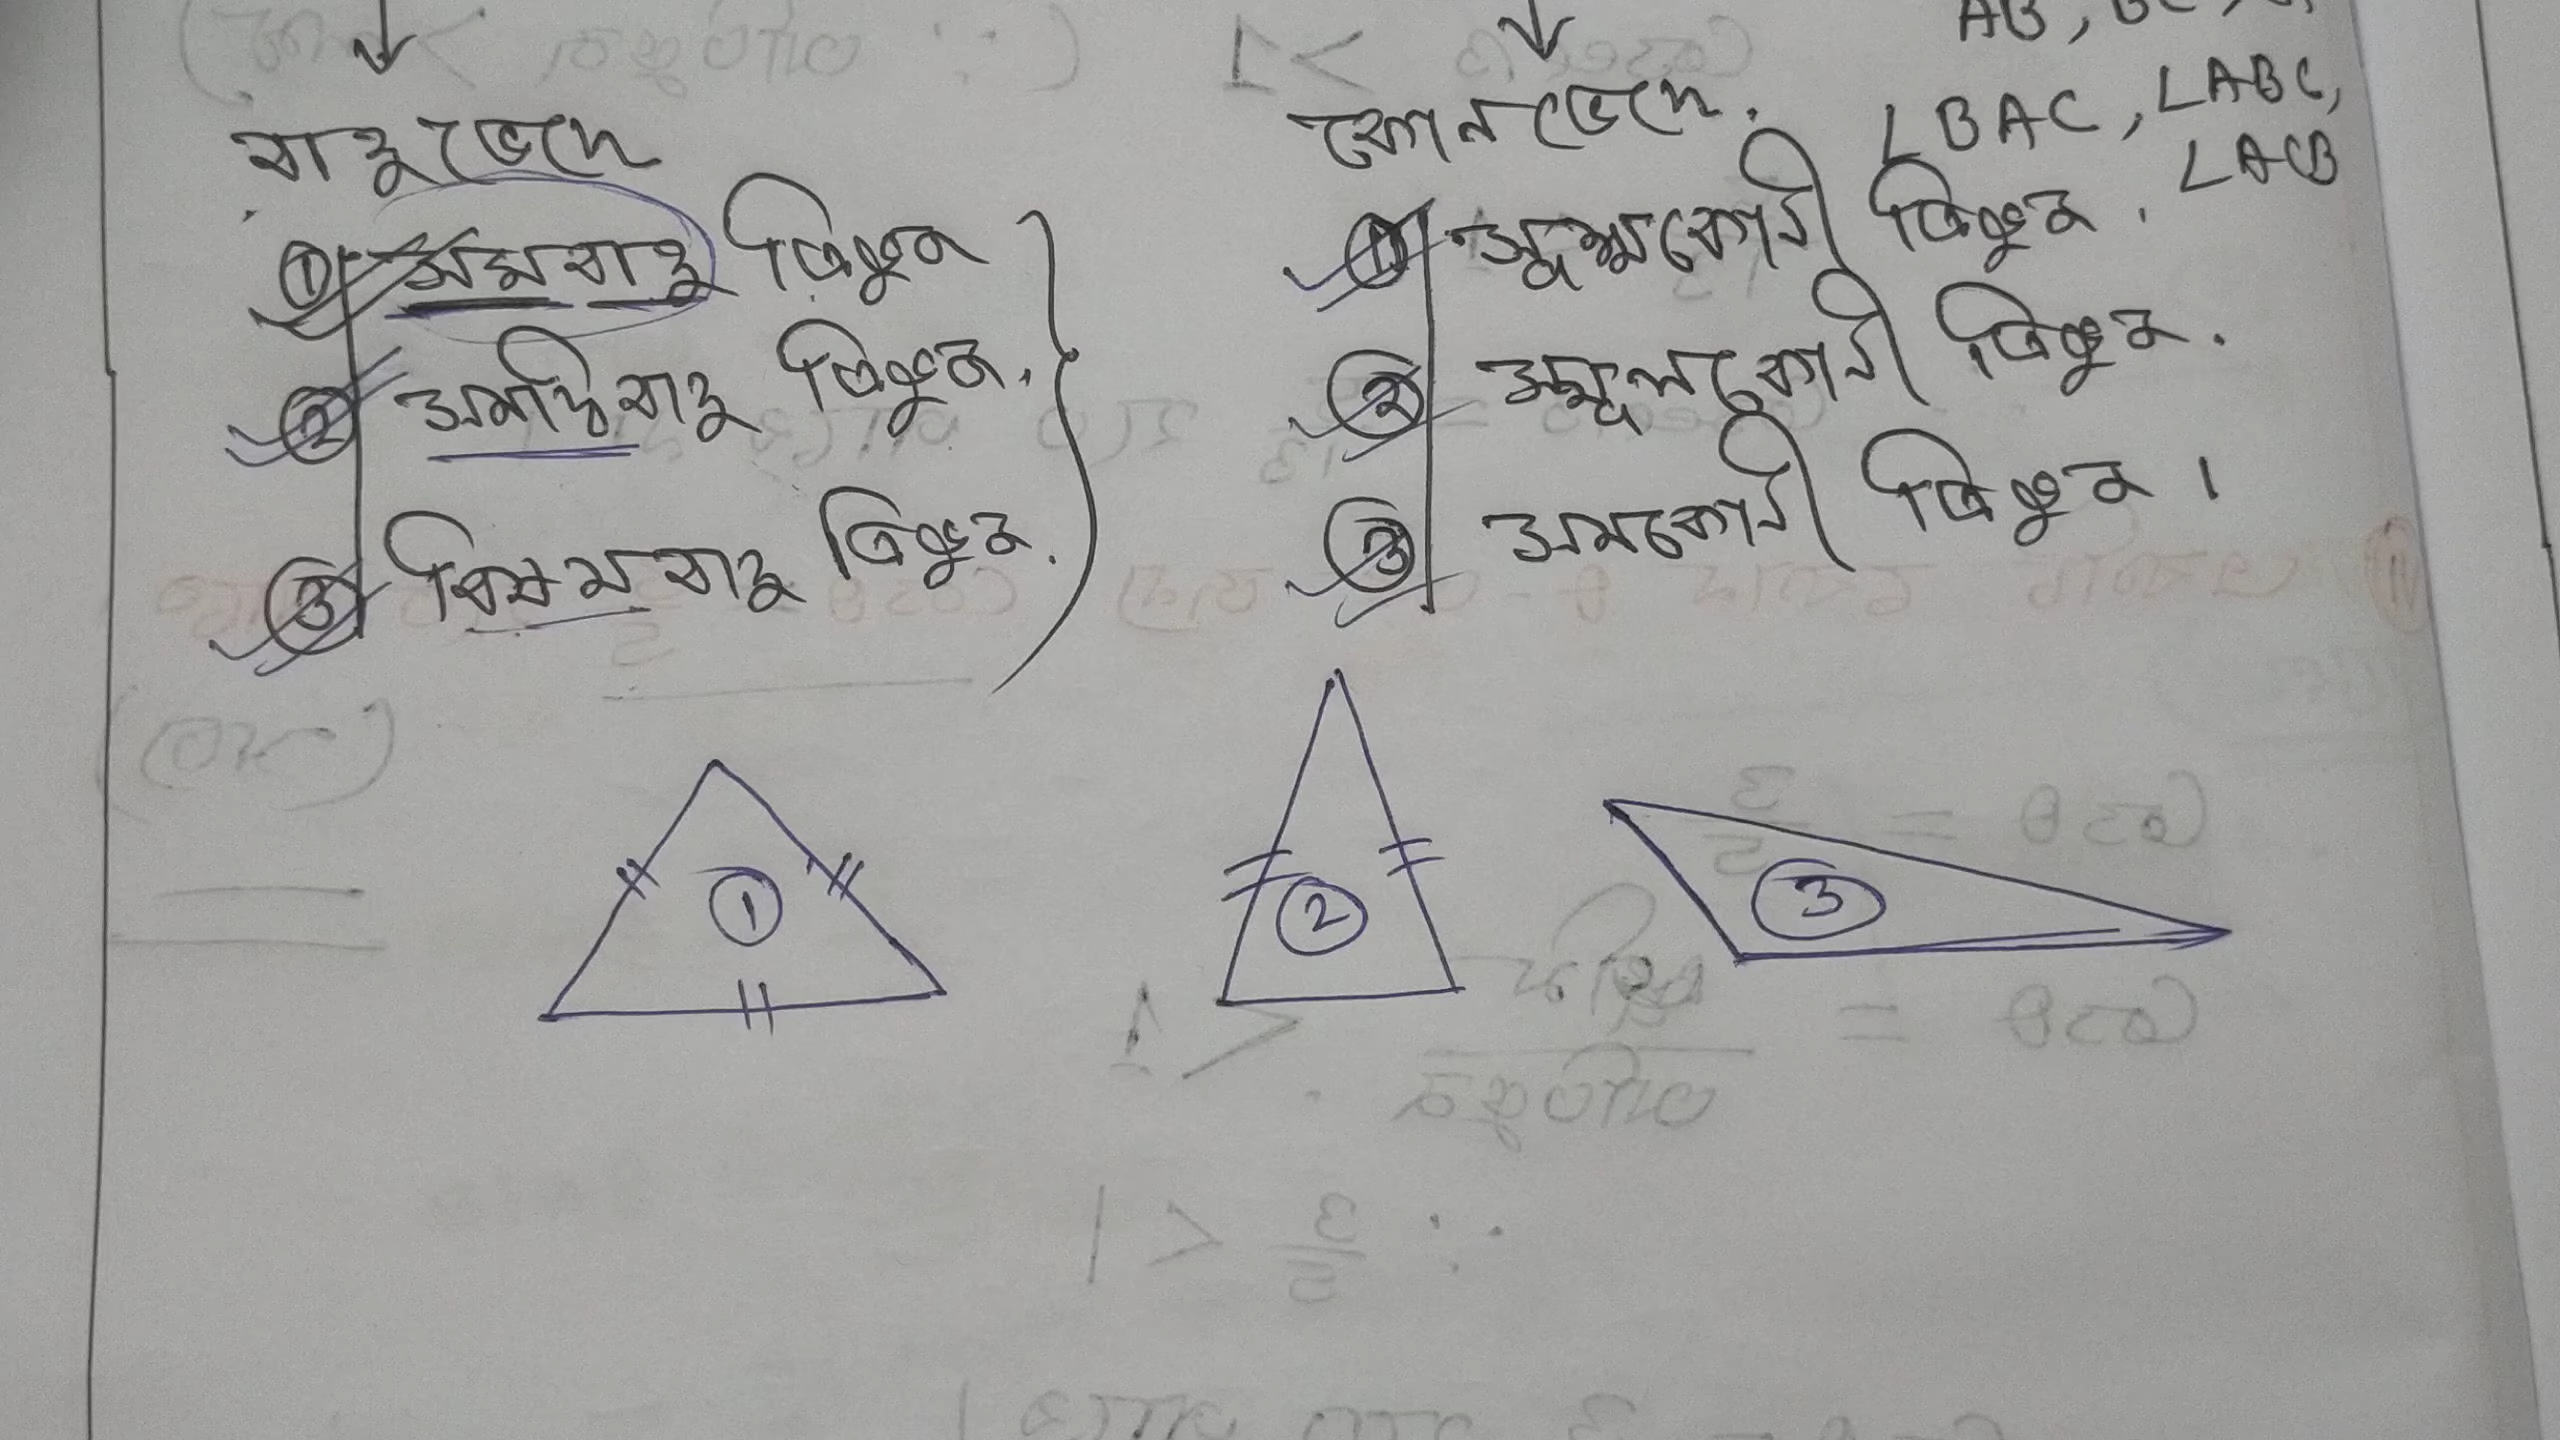 বাহুভেদে
① সমবাহু ত্রিভুজ
② সমদ্বিবাহু ত্রিভুজ.
③ বিষমবাহু ত্রিভুজ.
AB,
কোনভেদে.
∠BAC, ∠ABC,
∠ACB
① সূক্ষ্মকোণী ত্রিভুজ.
② স্থূলকোণী ত্রিভুজ.
③ সমকোণী ত্রিভুজ।
① ② ③